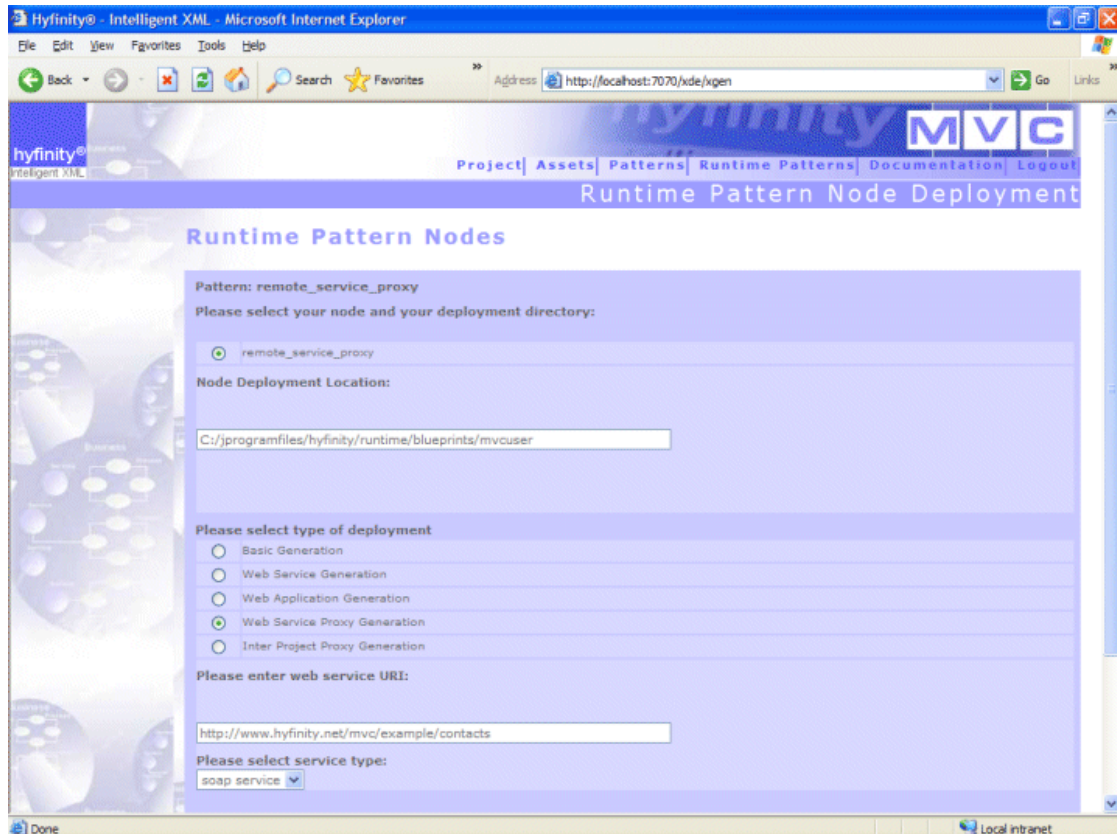 Hyfinity® - Intelligent XML - Microsoft Internet Explorer
File Edit View Favorites Tools Help
Back Search Favorites » Address http://localhost:7070/xde/xgen Go Links »
hyfinity MVC
hyfinity®
Intelligent XML
Project| Assets| Patterns| Runtime Patterns| Documentation| Logout|
Runtime Pattern Node Deployment
Runtime Pattern Nodes
Pattern: remote_service_proxy
Please select your node and your deployment directory:
remote_service_proxy
Node Deployment Location:
C:/jprogramfiles/hyfinity/runtime/blueprints/mvcuser
Please select type of deployment
Basic Generation
Web Service Generation
Web Application Generation
Web Service Proxy Generation
Inter Project Proxy Generation
Please enter web service URI:
http://www.hyfinity.net/mvc/example/contacts
Please select service type:
soap service
Done Local intranet